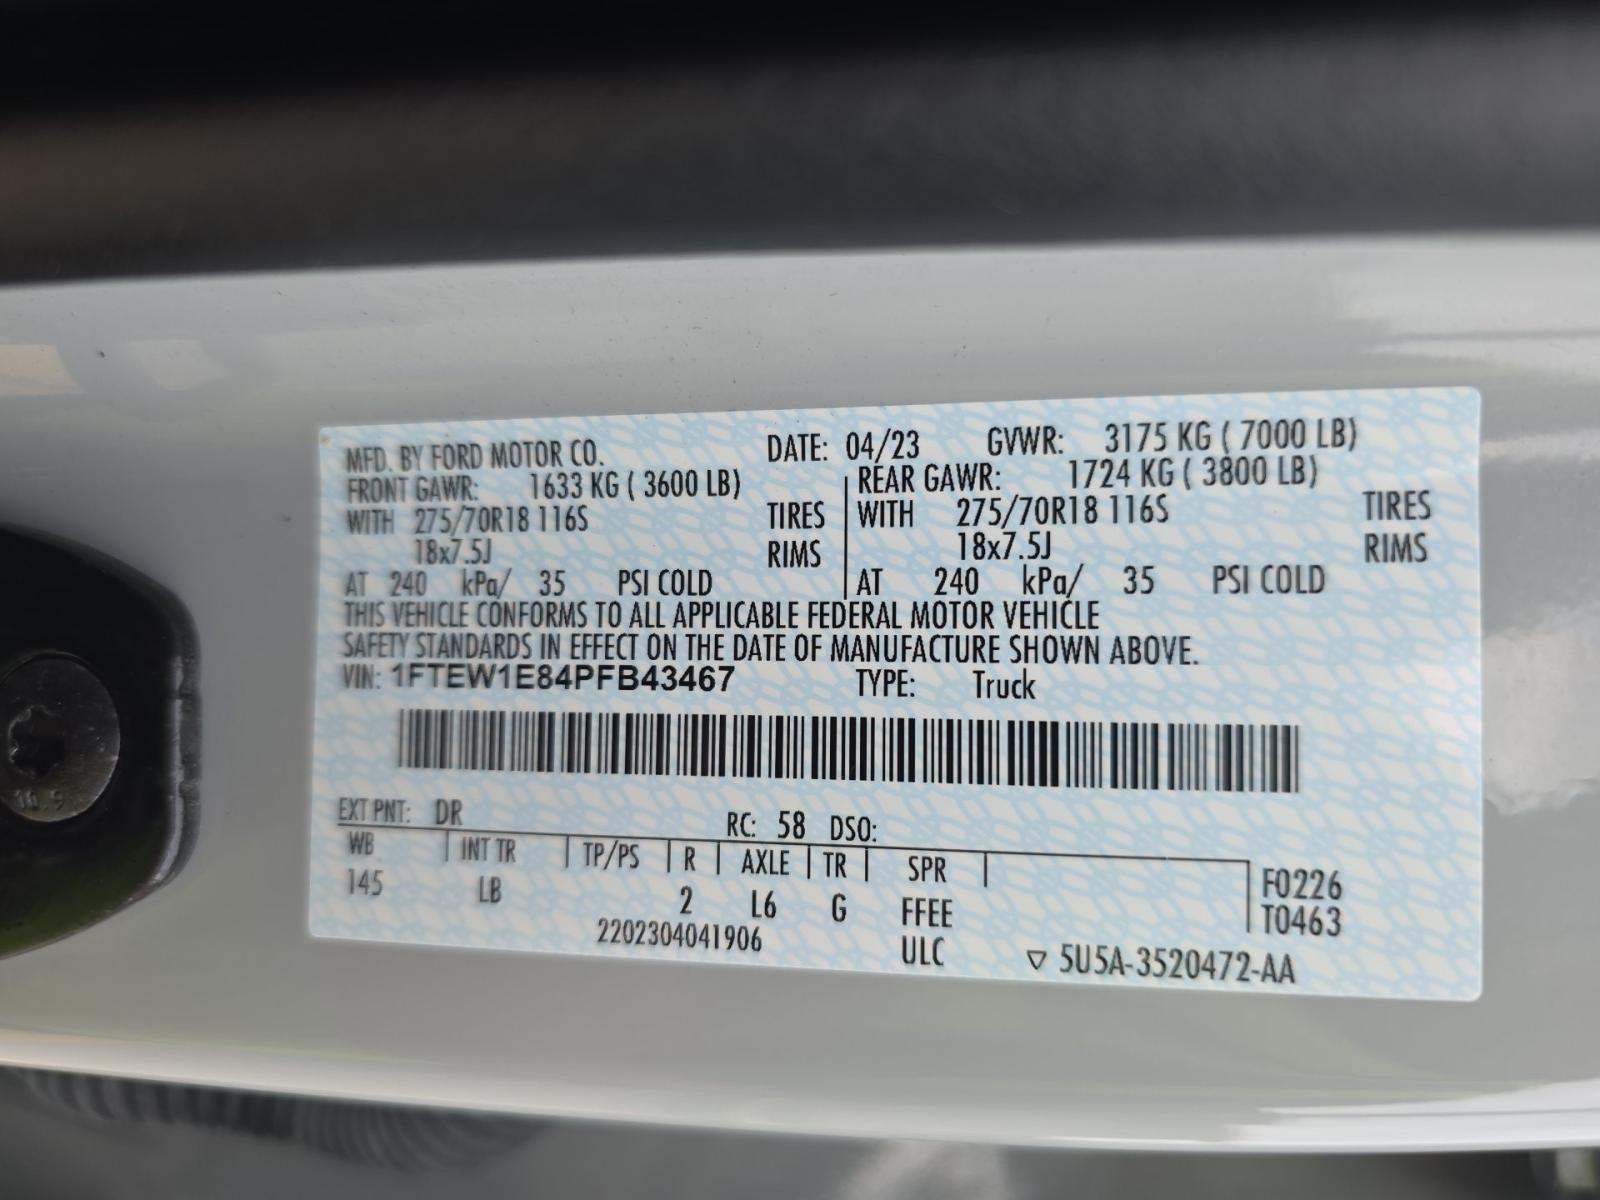 MFD. BY FORD MOTOR CO. DATE: 04/23 GVWR: 3175 KG ( 7000 LB)
FRONT GAWR: 1633 KG ( 3600 LB) REAR GAWR: 1724 KG ( 3800 LB)
WITH 275/70R18 116S TIRES WITH 275/70R18 116S TIRES
18x7.5J RIMS 18x7.5J RIMS
AT 240 kPa/ 35 PSI COLD AT 240 kPa/ 35 PSI COLD
THIS VEHICLE CONFORMS TO ALL APPLICABLE FEDERAL MOTOR VEHICLE
SAFETY STANDARDS IN EFFECT ON THE DATE OF MANUFACTURE SHOWN ABOVE.
VIN: 1FTEW1E84PFB43467 TYPE: Truck
EXT PNT: DR RC: 58 DSO:
WB INT TR TP/PS R AXLE TR SPR F0226
145 LB 2 L6 G FFEE T0463
2202304041906 ULC ▽ 5U5A-3520472-AA
10.9